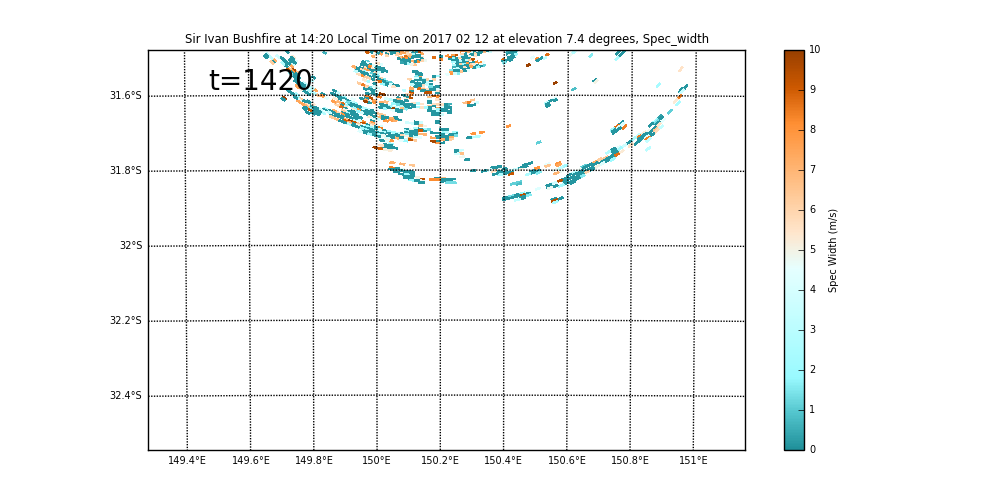 Sir Ivan Bushfire at 14:20 Local Time on 2017 02 12 at elevation 7.4 degrees, Spec_width
t=1420
31.6°S
31.8°S
32°S
32.2°S
32.4°S
149.4°E 149.6°E 149.8°E 150°E 150.2°E 150.4°E 150.6°E 150.8°E 151°E
10
9
8
7
6
5
4
3
2
1
0
Spec Width (m/s)